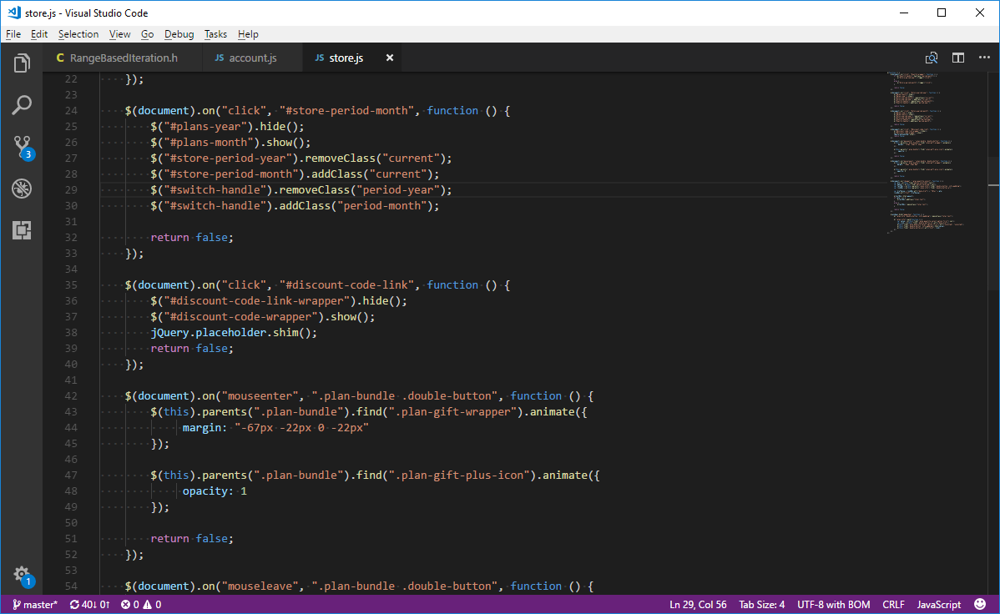 store.js - Visual Studio Code
File Edit Selection View Go Debug Tasks Help
C RangeBasedIteration.h JS account.js JS store.js
22 });
23
24 $(document).on("click", "#store-period-month", function () {
25 $("#plans-year").hide();
26 $("#plans-month").show();
27 $("#store-period-year").removeClass("current");
28 $("#store-period-month").addClass("current");
29 $("#switch-handle").removeClass("period-year");
30 $("#switch-handle").addClass("period-month");
31
32 return false;
33 });
34
35 $(document).on("click", "#discount-code-link", function () {
36 $("#discount-code-link-wrapper").hide();
37 $("#discount-code-wrapper").show();
38 jQuery.placeholder.shim();
39 return false;
40 });
41
42 $(document).on("mouseenter", ".plan-bundle .double-button", function () {
43 $(this).parents(".plan-bundle").find(".plan-gift-wrapper").animate({
44 margin: "-67px -22px 0 -22px"
45 });
46
47 $(this).parents(".plan-bundle").find(".plan-gift-plus-icon").animate({
48 opacity: 1
49 });
50
51 return false;
52 });
53
54 $(document).on("mouseleave", ".plan-bundle .double-button", function () {
3
1
master* 40↓ 0↑ 0 0 Ln 29, Col 56 Tab Size: 4 UTF-8 with BOM CRLF JavaScript